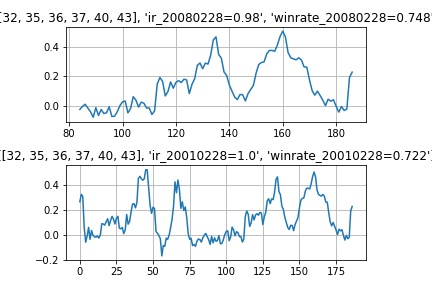 [32, 35, 36, 37, 40, 43], 'ir_20080228=0.98', 'winrate_20080228=0.748'
0.4
0.2
0.0
80 100 120 140 160 180
[[32, 35, 36, 37, 40, 43], 'ir_20010228=1.0', 'winrate_20010228=0.722']
0.4
0.2
0.0
−0.2
0 25 50 75 100 125 150 175